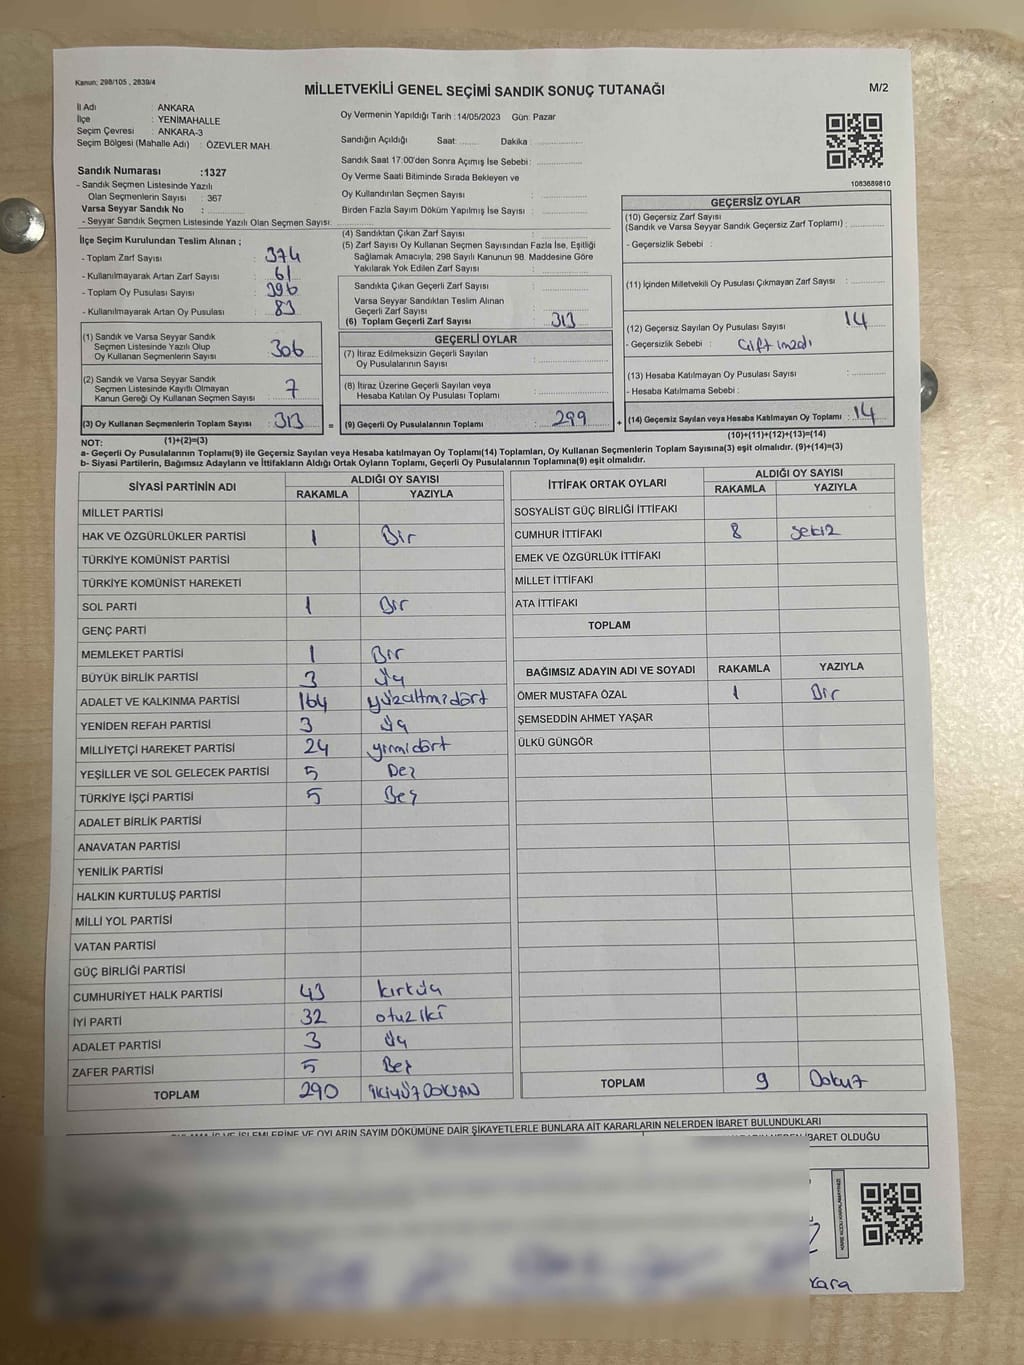 Kanun: 298/105 , 2839/4
MİLLETVEKİLİ GENEL SEÇİMİ SANDIK SONUÇ TUTANAĞI
M/2
İl Adı : ANKARA
İlçe : YENİMAHALLE
Seçim Çevresi : ANKARA-3
Seçim Bölgesi (Mahalle Adı) : ÖZEVLER MAH.
Sandık Numarası :1327
- Sandık Seçmen Listesinde Yazılı
Olan Seçmenlerin Sayısı : 367
Varsa Seyyar Sandık No :
- Seyyar Sandık Seçmen Listesinde Yazılı Olan Seçmen Sayısı:
Oy Vermenin Yapıldığı Tarih :14/05/2023 Gün: Pazar
Sandığın Açıldığı Saat: Dakika
Sandık Saat 17:00'den Sonra Açımış İse Sebebi :
Oy Verme Saati Bitiminde Sırada Bekleyen ve
Oy Kullandırılan Seçmen Sayısı :
Birden Fazla Sayım Döküm Yapılmış İse Sayısı :
1083689810
İlçe Seçim Kurulundan Teslim Alınan ;
- Toplam Zarf Sayısı : 374
- Kullanılmayarak Artan Zarf Sayısı : 61
- Toplam Oy Pusulası Sayısı : 396
- Kullanılmayarak Artan Oy Pusulası : 83
(1) Sandık ve Varsa Seyyar Sandık
Seçmen Listesinde Yazılı Olup
Oy Kullanan Seçmenlerin Sayısı : 306
(2) Sandık ve Varsa Seyyar Sandık
Seçmen Listesinde Kayıtlı Olmayan
Kanun Gereği Oy Kullanan Seçmen Sayısı : 7
(3) Oy Kullanan Seçmenlerin Toplam Sayısı : 313
(4) Sandıktan Çıkan Zarf Sayısı :
(5) Zarf Sayısı Oy Kullanan Seçmen Sayısından Fazla İse, Eşitliği
Sağlamak Amacıyla, 298 Sayılı Kanunun 98. Maddesine Göre
Yakılarak Yok Edilen Zarf Sayısı :
Sandıkta Çıkan Geçerli Zarf Sayısı :
Varsa Seyyar Sandıktan Teslim Alınan
Geçerli Zarf Sayısı :
(6) Toplam Geçerli Zarf Sayısı : 313
GEÇERLİ OYLAR
(7) İtiraz Edilmeksizin Geçerli Sayılan
Oy Pusulalarının Sayısı :
(8) İtiraz Üzerine Geçerli Sayılan veya
Hesaba Katılan Oy Pusulası Toplamı :
= (9) Geçerli Oy Pusulalarının Toplamı : 299
GEÇERSİZ OYLAR
(10) Geçersiz Zarf Sayısı
(Sandık ve Varsa Seyyar Sandık Geçersiz Zarf Toplamı) :
- Geçersizlik Sebebi :
(11) İçinden Milletvekili Oy Pusulası Çıkmayan Zarf Sayısı :
(12) Geçersiz Sayılan Oy Pusulası Sayısı : 14
- Geçersizlik Sebebi : Çift imzadı
(13) Hesaba Katılmayan Oy Pusulası Sayısı :
- Hesaba Katılmama Sebebi :
+ (14) Geçersiz Sayılan veya Hesaba Katılmayan Oy Toplamı : 14
NOT: (1)+(2)=(3)
(10)+(11)+(12)+(13)=(14)
a- Geçerli Oy Pusulalarının Toplamı(9) ile Geçersiz Sayılan veya Hesaba katılmayan Oy Toplamı(14) Toplamları, Oy Kullanan Seçmenlerin Toplam Sayısına(3) eşit olmalıdır. (9)+(14)=(3)
b- Siyasi Partilerin, Bağımsız Adayların ve İttifakların Aldığı Ortak Oyların Toplamı, Geçerli Oy Pusulalarının Toplamına(9) eşit olmalıdır.
SİYASİ PARTİNİN ADI ALDIĞI OY SAYISI
RAKAMLA YAZIYLA
MİLLET PARTİSİ
HAK VE ÖZGÜRLÜKLER PARTİSİ 1 Bir
TÜRKİYE KOMÜNİST PARTİSİ
TÜRKİYE KOMÜNİST HAREKETİ
SOL PARTİ 1 Bir
GENÇ PARTİ
MEMLEKET PARTİSİ 1 Bir
BÜYÜK BİRLİK PARTİSİ 3 Üç
ADALET VE KALKINMA PARTİSİ 164 yüzaltmışdört
YENİDEN REFAH PARTİSİ 3 Üç
MİLLİYETÇİ HAREKET PARTİSİ 24 yirmidört
YEŞİLLER VE SOL GELECEK PARTİSİ 5 Beş
TÜRKİYE İŞÇİ PARTİSİ 5 Beş
ADALET BİRLİK PARTİSİ
ANAVATAN PARTİSİ
YENİLİK PARTİSİ
HALKIN KURTULUŞ PARTİSİ
MİLLİ YOL PARTİSİ
VATAN PARTİSİ
GÜÇ BİRLİĞİ PARTİSİ
CUMHURİYET HALK PARTİSİ 43 kırküç
İYİ PARTİ 32 otuziki
ADALET PARTİSİ 3 Üç
ZAFER PARTİSİ 5 Beş
TOPLAM 290 İKİYÜZDOKSAN
İTTİFAK ORTAK OYLARI ALDIĞI OY SAYISI
RAKAMLA YAZIYLA
SOSYALİST GÜÇ BİRLİĞİ İTTİFAKI
CUMHUR İTTİFAKI 8 sekiz
EMEK VE ÖZGÜRLÜK İTTİFAKI
MİLLET İTTİFAKI
ATA İTTİFAKI
TOPLAM
BAĞIMSIZ ADAYIN ADI VE SOYADI RAKAMLA YAZIYLA
ÖMER MUSTAFA ÖZAL 1 Bir
ŞEMSEDDİN AHMET YAŞAR
ÜLKÜ GÜNGÖR
TOPLAM 9 Dokuz
İŞLEMLERİNE VE OYLARIN SAYIM DÖKÜMÜNE DAİR ŞİKAYETLERLE BUNLARA AİT KARARLARIN NELERDEN İBARET BULUNDUKLARI
İBARET OLDUĞU